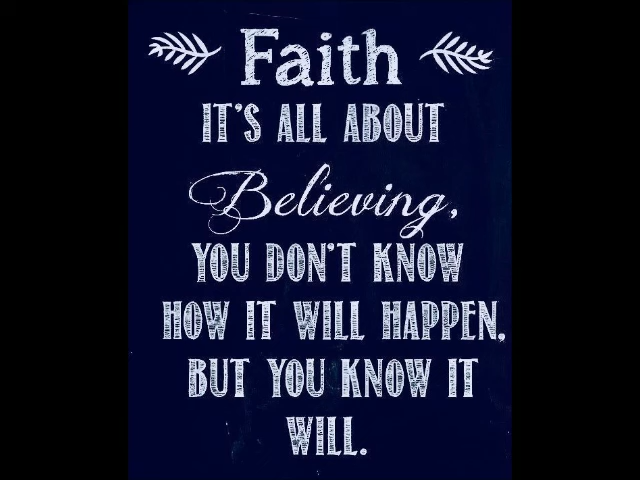 Faith
IT'S ALL ABOUT
Believing,
YOU DON'T KNOW
HOW IT WILL HAPPEN,
BUT YOU KNOW IT
WILL.